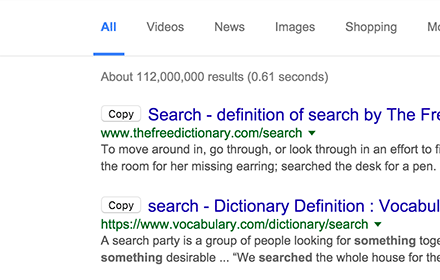 All Videos News Images Shopping Mo
About 112,000,000 results (0.61 seconds)
Copy Search - definition of search by The Fre
www.thefreedictionary.com/search
To move around in, go through, or look through in an effort to fi
the room for her missing earring; searched the desk for a pen.
Copy search - Dictionary Definition : Vocabul
https://www.vocabulary.com/dictionary/search
A search party is a group of people looking for something toge
something desirable ... “We searched the whole house for the